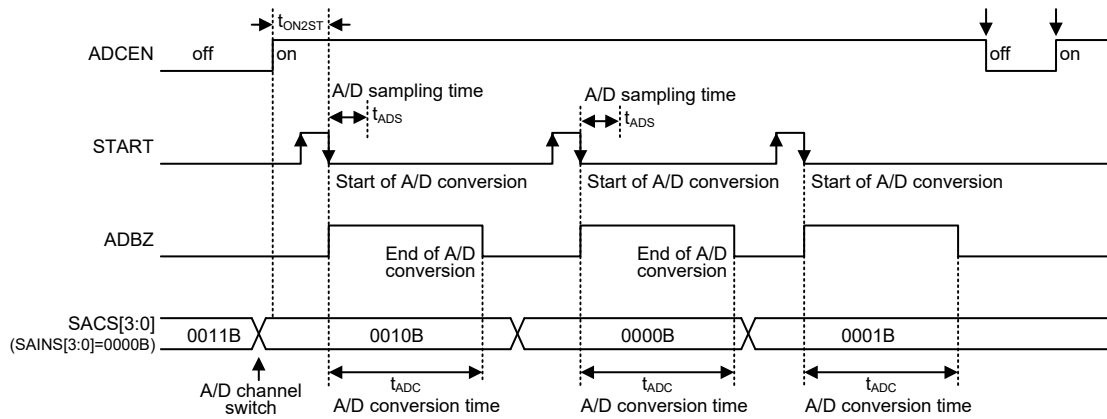 tON2ST
ADCEN
off
on
off
on
A/D sampling time
tADS
A/D sampling time
tADS
START
Start of A/D conversion
Start of A/D conversion
Start of A/D conversion
ADBZ
End of A/D
conversion
End of A/D
conversion
SACS[3:0]
(SAINS[3:0]=0000B)
0011B
0010B
0000B
0001B
A/D channel
switch
tADC
A/D conversion time
tADC
A/D conversion time
tADC
A/D conversion time